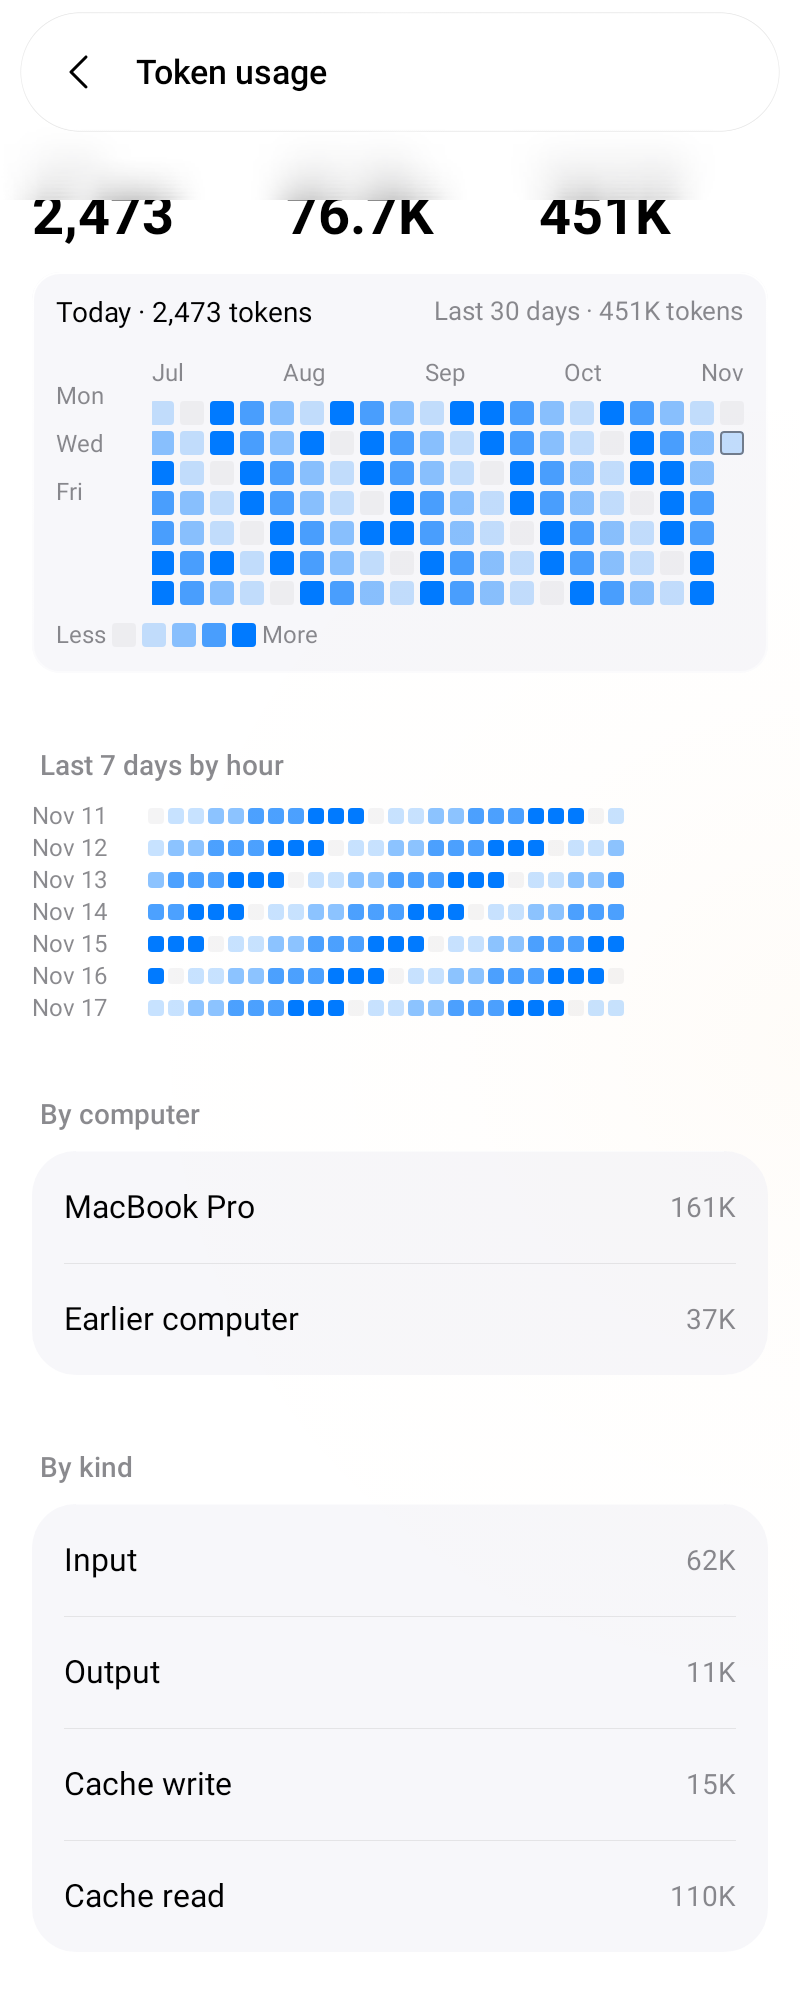 Token usage
2,473 76.7K 451K
Today · 2,473 tokens Last 30 days · 451K tokens
Jul Aug Sep Oct Nov
Mon
Wed
Fri
Less More
Last 7 days by hour
Nov 11
Nov 12
Nov 13
Nov 14
Nov 15
Nov 16
Nov 17
By computer
MacBook Pro 161K
Earlier computer 37K
By kind
Input 62K
Output 11K
Cache write 15K
Cache read 110K